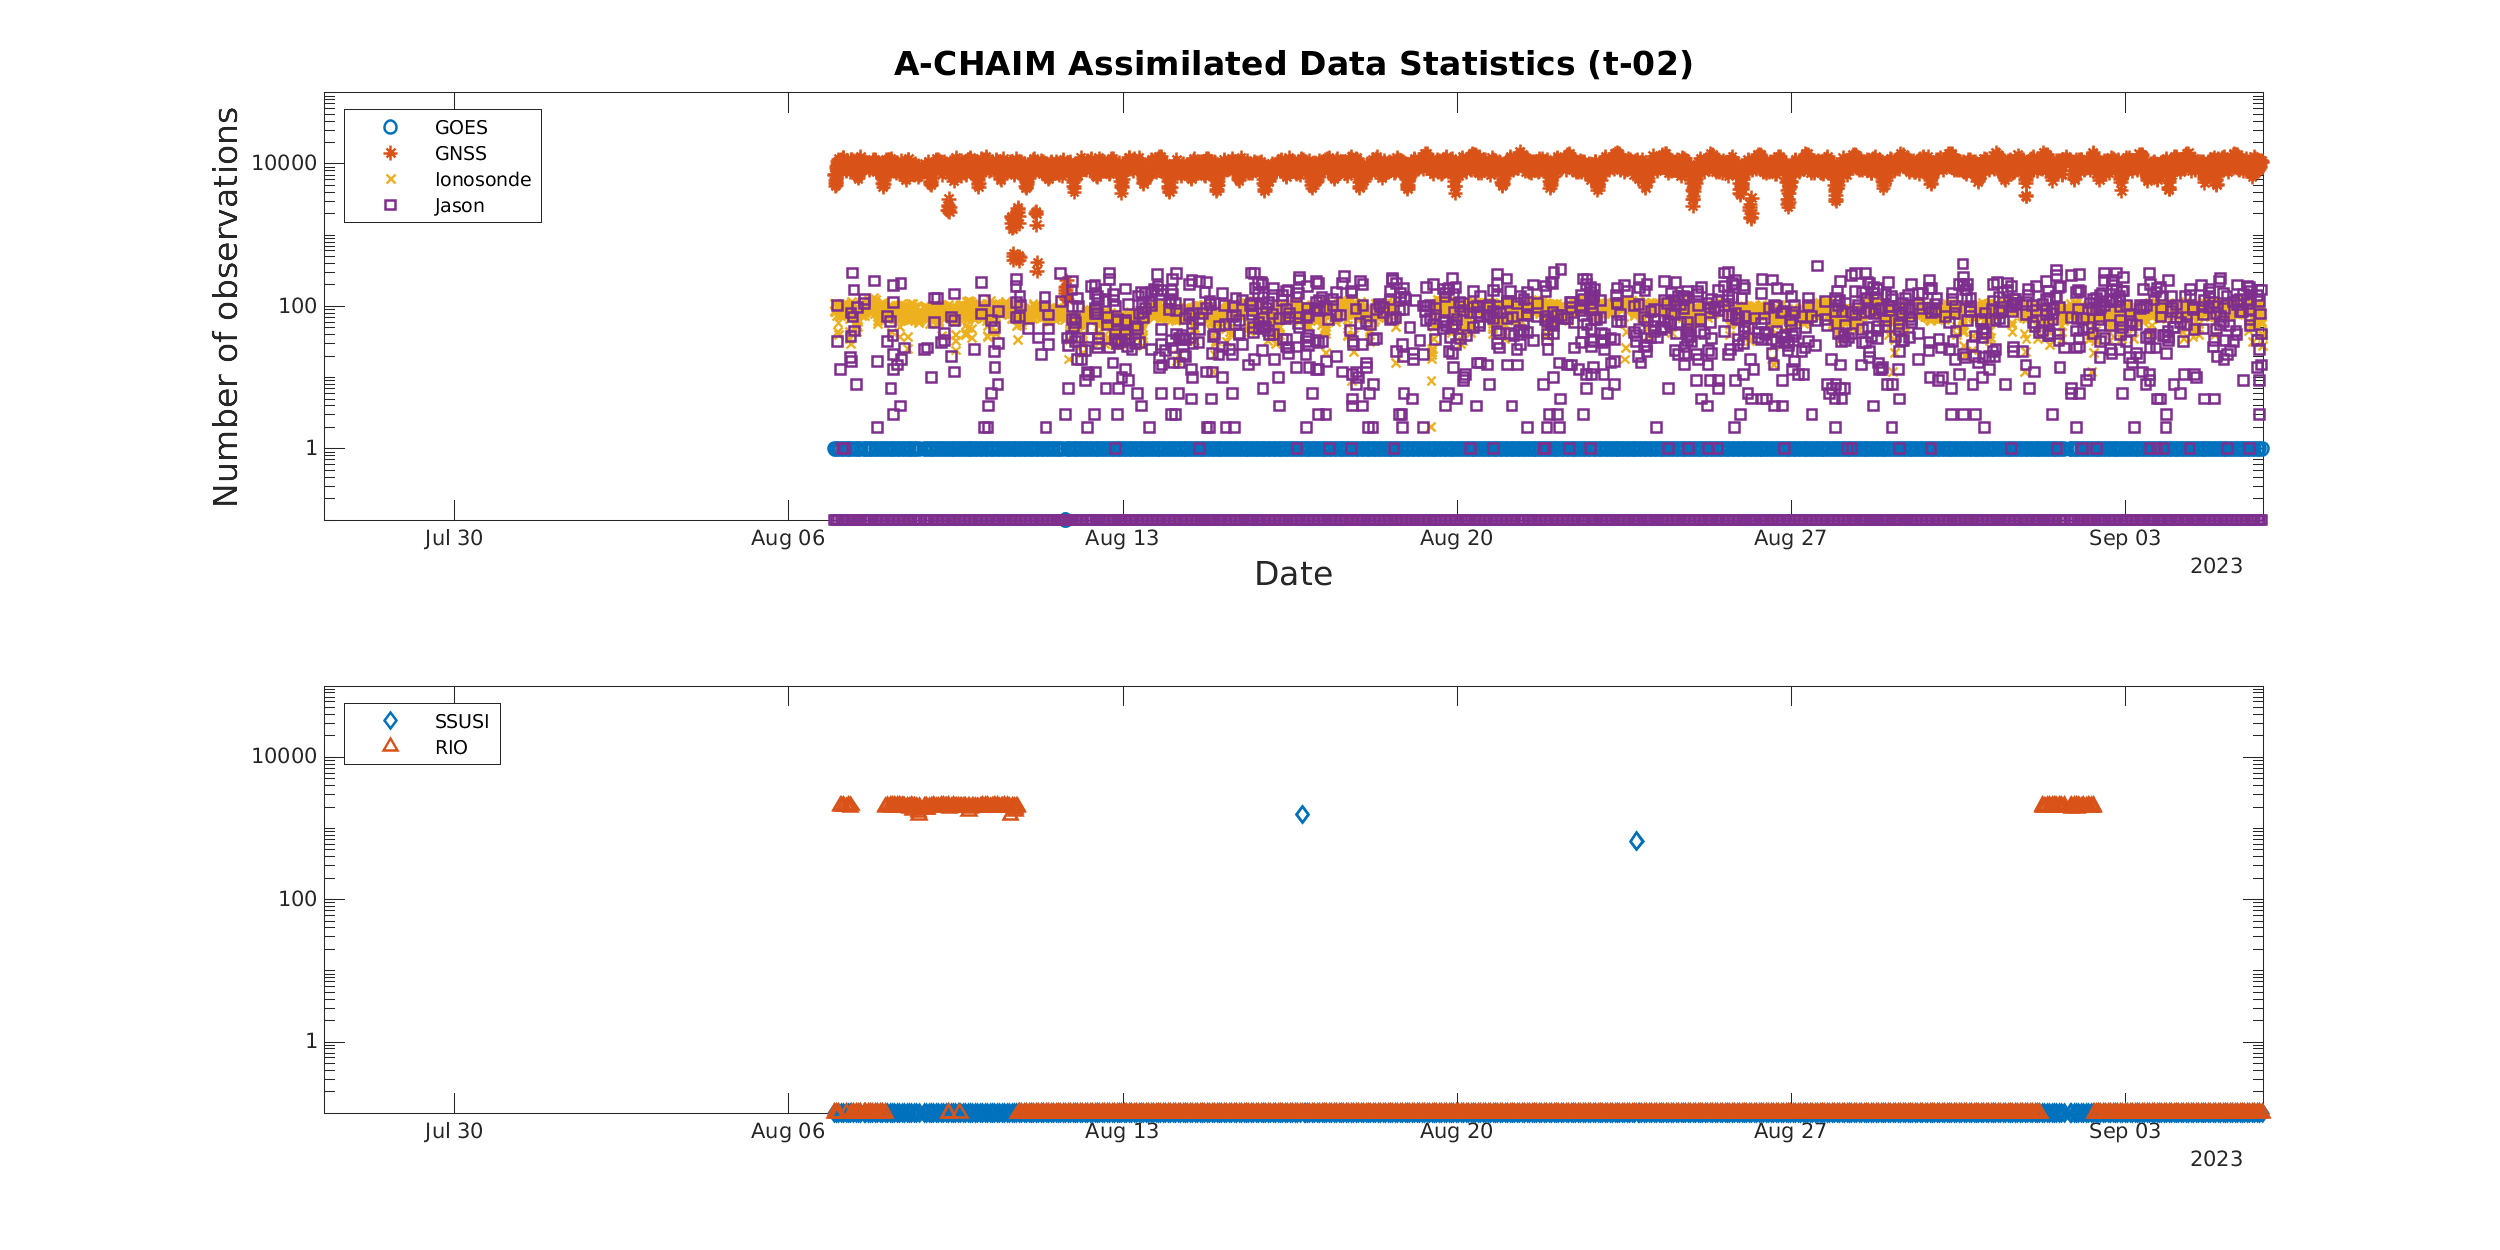 A-CHAIM Assimilated Data Statistics (t-02)
Number of observations
10000
100
1
GOES
GNSS
Ionosonde
Jason
Jul 30
Aug 06
Aug 13
Aug 20
Aug 27
Sep 03
2023
Date
10000
100
1
SSUSI
RIO
Jul 30
Aug 06
Aug 13
Aug 20
Aug 27
Sep 03
2023